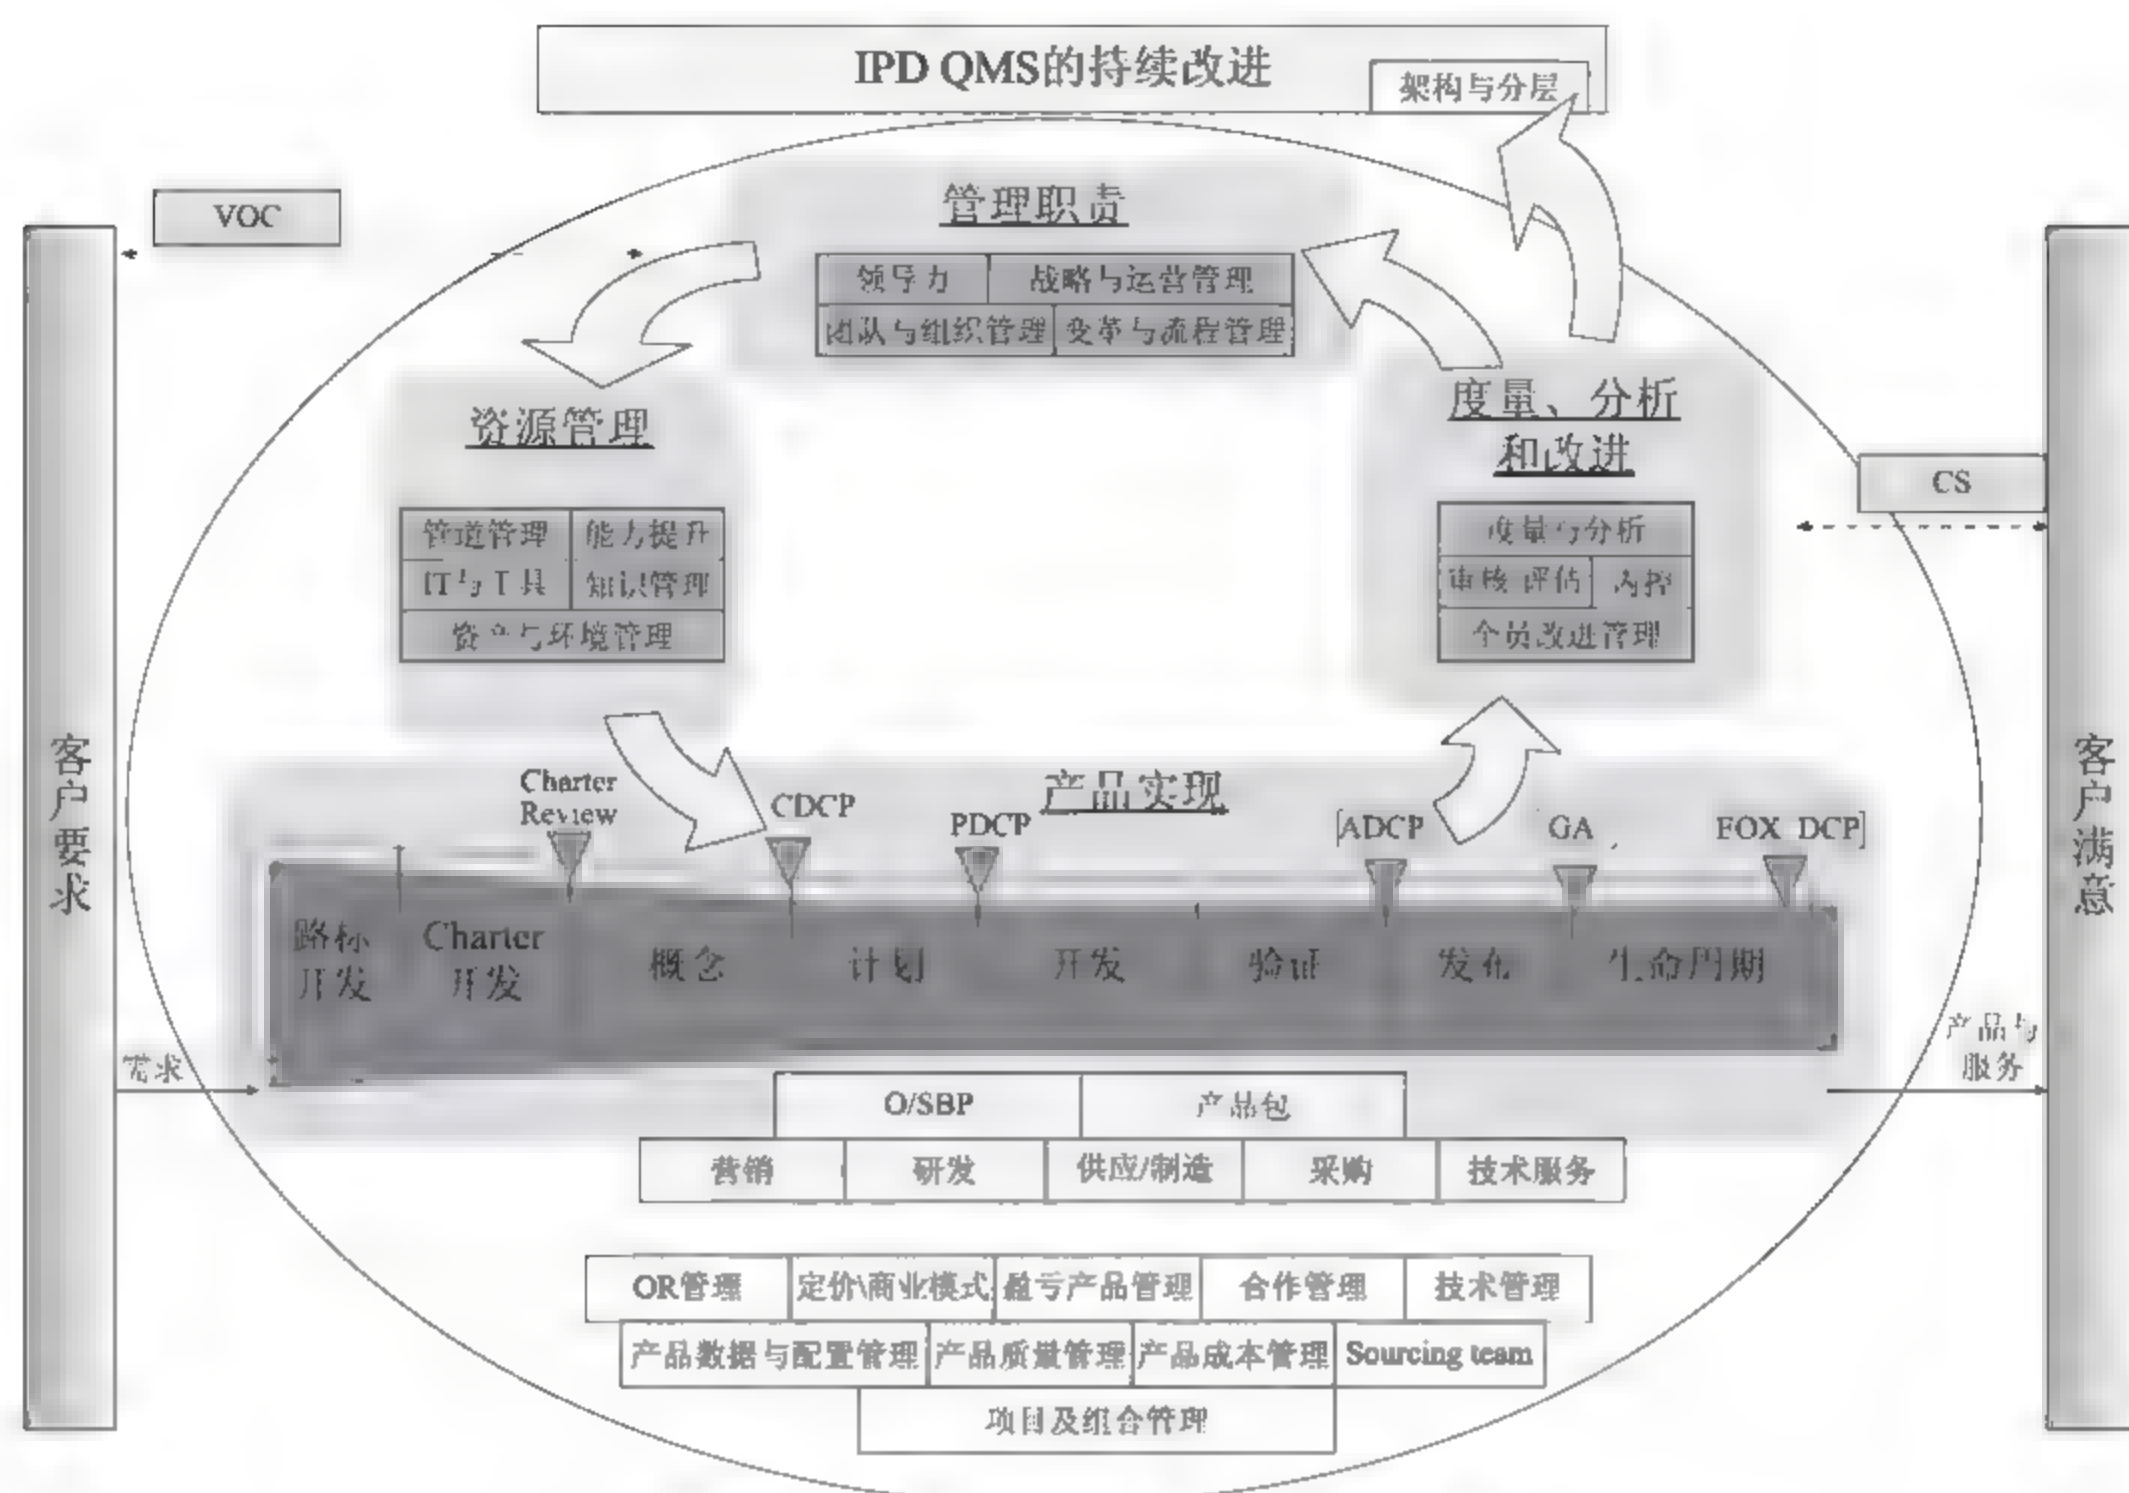 IPD QMS的持续改进
架构与分层
VOC
管理职责
领导力
战略与运营管理
团队与组织管理
变革与流程管理
资源管理
管道管理
能力提升
IT与工具
知识管理
资产与环境管理
度量、分析
和改进
度量与分析
审核 评估
内控
全员改进管理
CS
客户要求
客户满意
产品实现
Charter
Review
CDCP
PDCP
[ADCP
GA
EOX DCP]
路标
开发
Charter
开发
概念
计划
开发
验证
发布
生命周期
需求
产品与
服务
O/SBP
产品包
营销
研发
供应/制造
采购
技术服务
OR管理
定价\商业模式
盈亏产品管理
合作管理
技术管理
产品数据与配置管理
产品质量管理
产品成本管理
Sourcing team
项目及组合管理